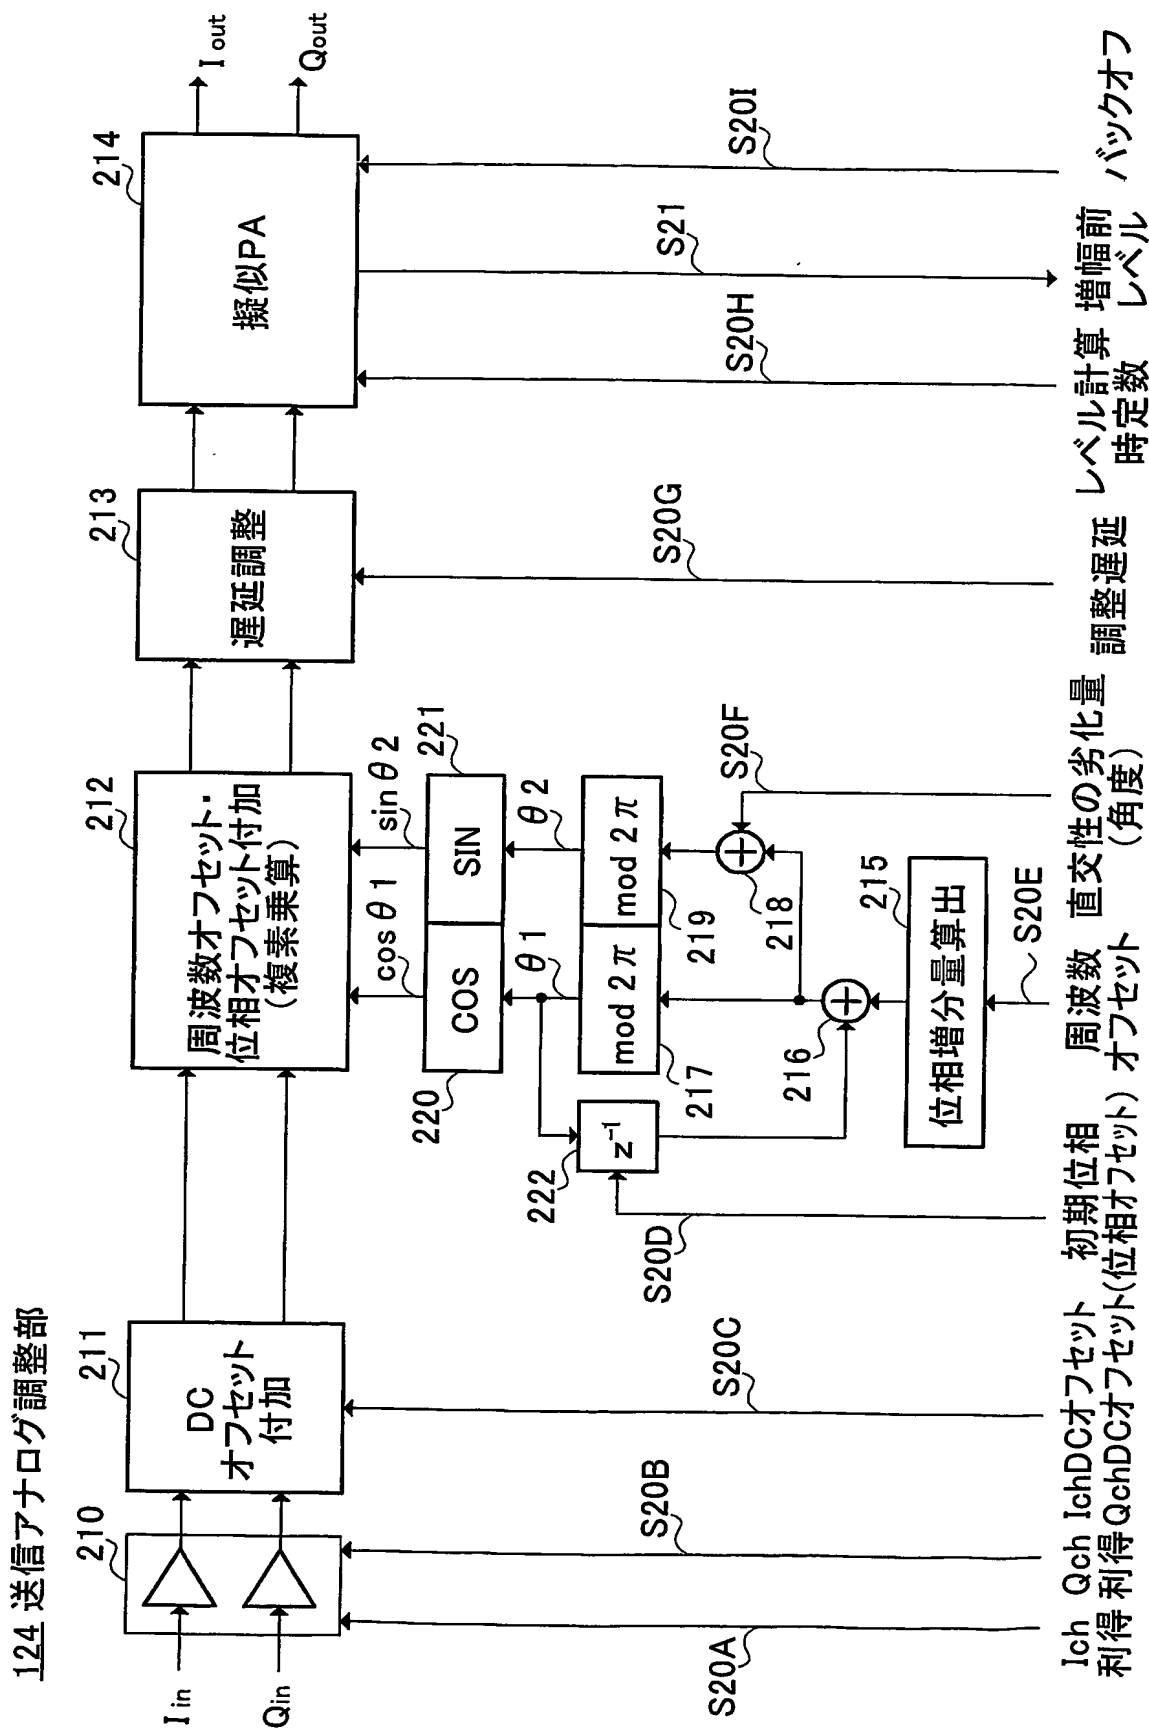 124 送信アナログ調整部
Iin
Qin
210
211
DC
オフセット
付加
212
周波数オフセット・
位相オフセット付加
(複素乗算)
213
遅延調整
214
擬似PA
Iout
Qout
cosθ1
sinθ2
220
COS
SIN
221
θ1
θ2
222
z⁻¹
mod 2π
mod 2π
217
219
216
218
215
位相増分量算出
S20A
S20B
S20C
S20D
S20E
S20F
S20G
S20H
S21
S20I
Ich
利得
Qch
利得
IchDCオフセット
QchDCオフセット
初期位相
(位相オフセット)
周波数
オフセット
直交性の劣化量
(角度)
調整遅延
レベル計算
時定数
増幅前
レベル
バックオフ